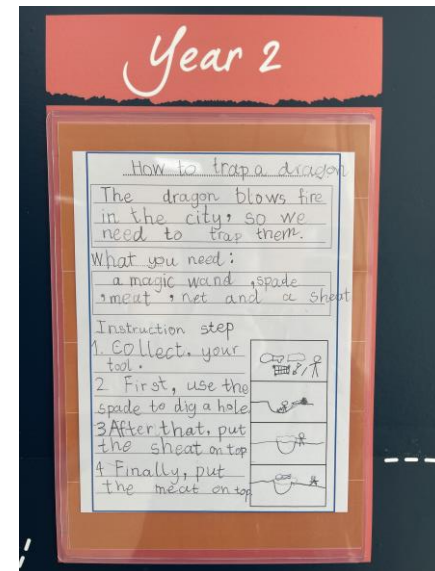 Year 2
How to trap a dragon
The dragon blows fire
in the city, so we
need to trap them.
What you need:
a magic wand ,spade
,meat ,net and a sheat
Instruction step
1. Collect. your
tool.
2 First, use the
spade to dig a hole
3 After that, put
the sheat on top
4 Finally, put
the meat on top